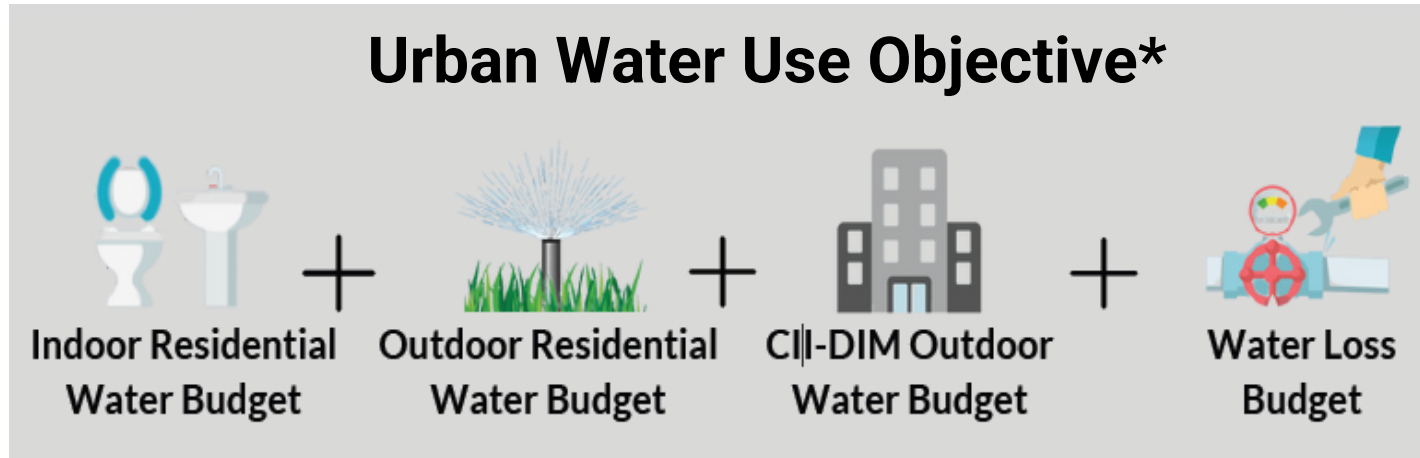 Urban Water Use Objective*
Indoor Residential
Water Budget
Outdoor Residential
Water Budget
CII-DIM Outdoor
Water Budget
Water Loss
Budget